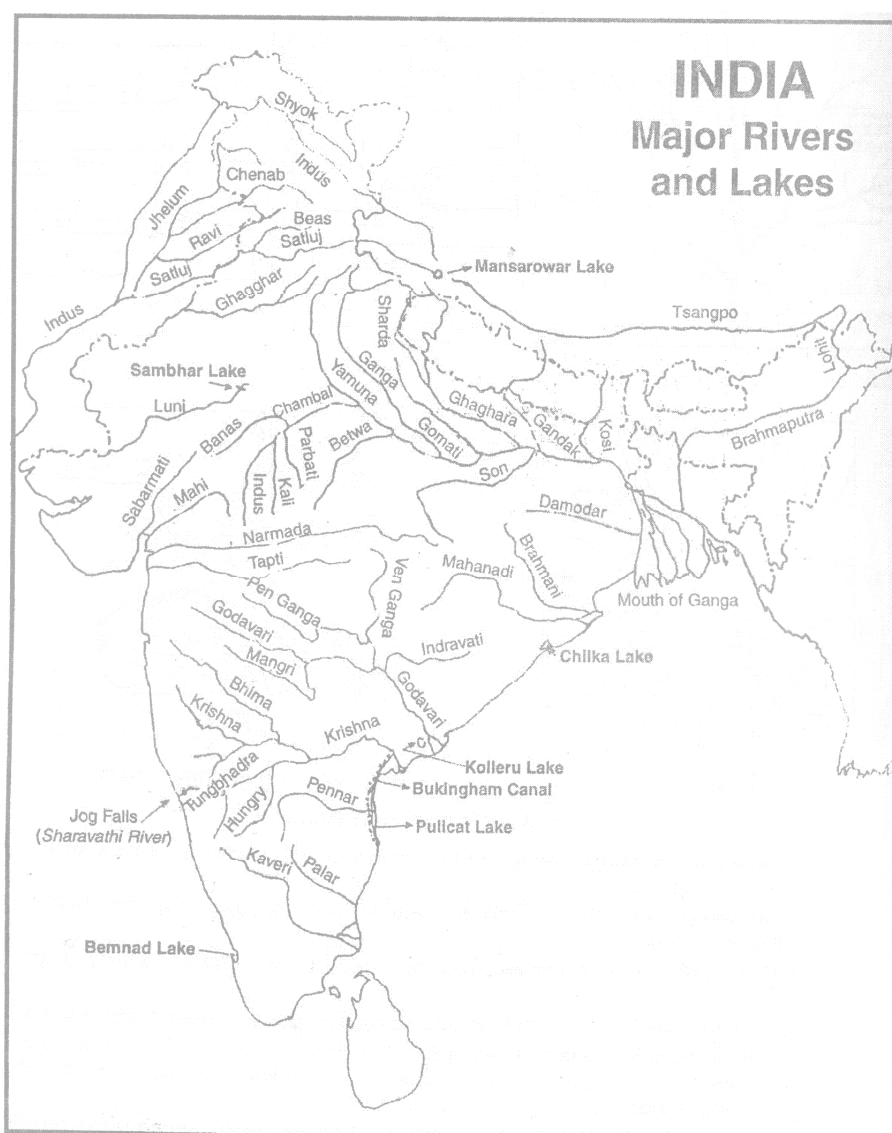 INDIA
Major Rivers
and Lakes
Shyok
Indus
Chenab
Jhelum
Beas
Ravi
Satluj
Satluj
Mansarowar Lake
Ghagghar
Indus
Sharda
Tsangpo
Lohit
Sambhar Lake
Luni
Ganga
Yamuna
Chambal
Ghaghara
Gandak
Kosi
Brahmaputra
Banas
Parbati
Betwa
Gomati
Son
Sabarmati
Mahi
Indus
Kali
Damodar
Narmada
Tapti
Ven Ganga
Mahanadi
Brahmani
Mouth of Ganga
Pen Ganga
Godavari
Indravati
Chilka Lake
Mangri
Bhima
Godavari
Krishna
Krishna
Kolleru Lake
Tungbhadra
Bukingham Canal
Hungry
Pennar
Jog Falls
(Sharavathi River)
Pulicat Lake
Kaveri
Palar
Bemnad Lake